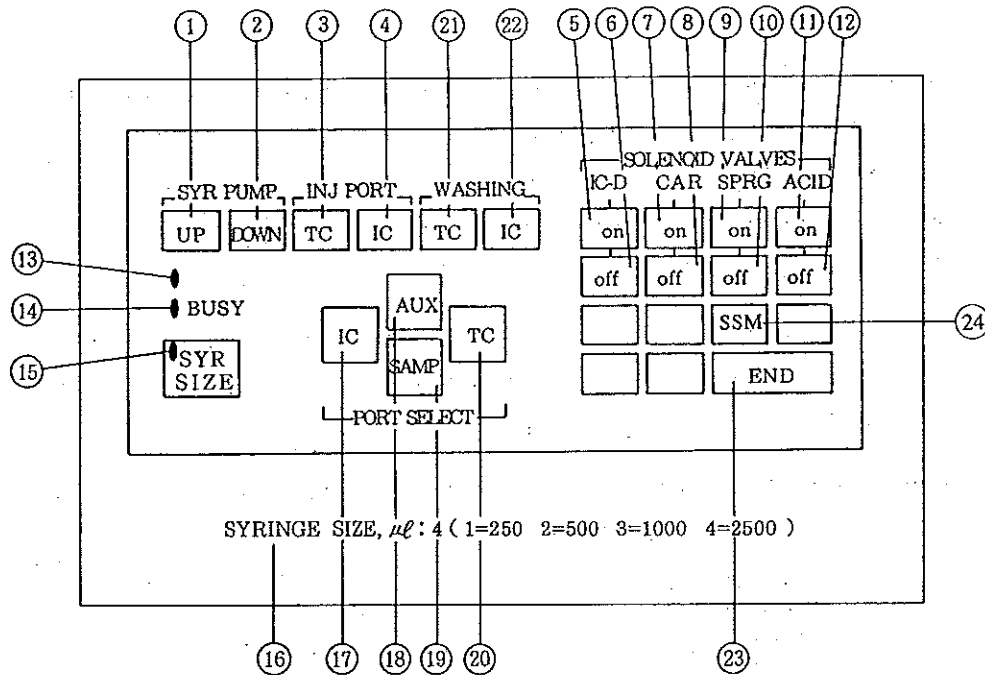 ① ② ③ ④ ㉑ ㉒ ⑤ ⑥ ⑦ ⑧ ⑨ ⑩ ⑪ ⑫
SOLENOID VALVES
IC-D CAR SPRG ACID
SYR PUMP INJ PORT WASHING
UP DOWN TC IC TC IC
on on on on
off off off off
⑬
⑭ BUSY
⑮ SYR SIZE
AUX
IC TC
SAMP
PORT SELECT
SSM ㉔
END
SYRINGE SIZE, μℓ: 4 ( 1=250 2=500 3=1000 4=2500 )
⑯ ⑰ ⑱ ⑲ ⑳ ㉓